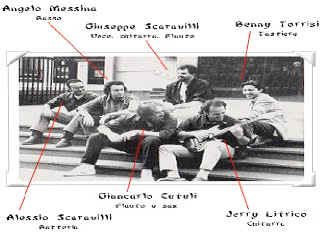 Angelo Messina
Basso
Giuseppe Scaravilli
Voce, chitarra, flauto
Benny Torrisi
Tastiere
Giancarlo Cutuli
Flauto e sax
Alessio Scaravilli
Batteria
Jerry Litrico
Chitarra